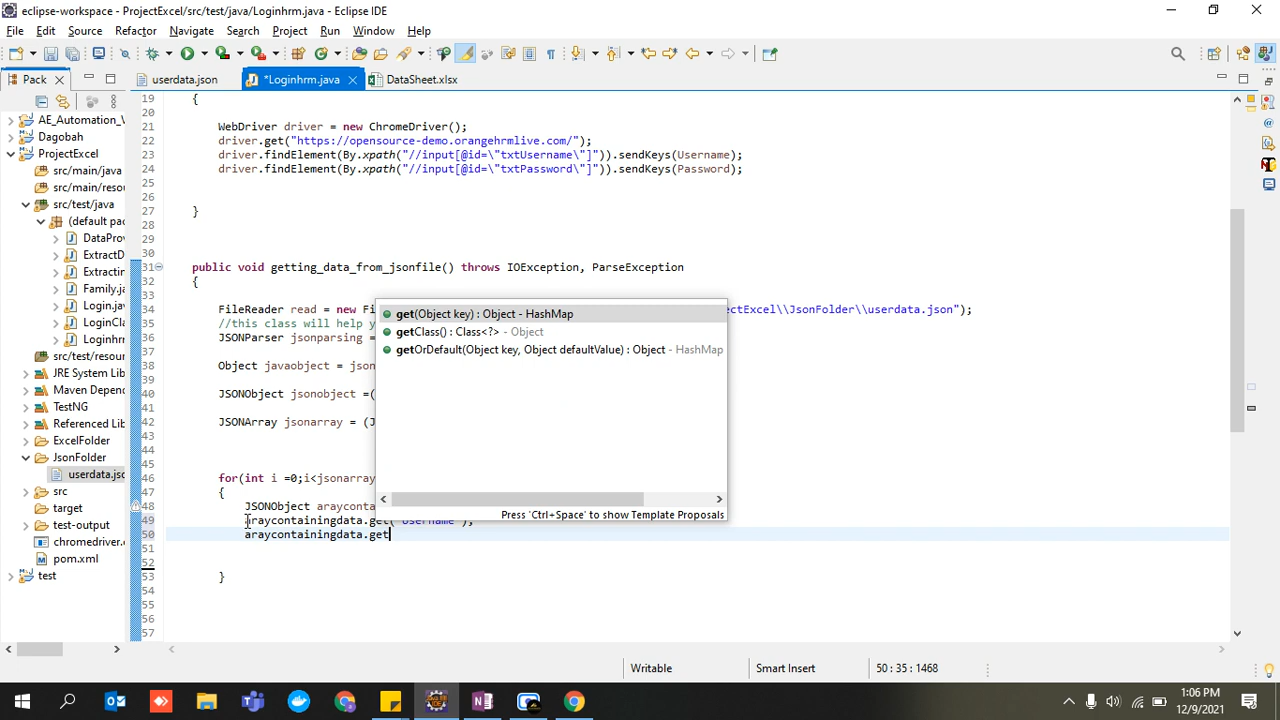 eclipse-workspace - ProjectExcel/src/test/java/Loginhrm.java - Eclipse IDE
File Edit Source Refactor Navigate Search Project Run Window Help
Pack
userdata.json
*Loginhrm.java
DataSheet.xlsx
AE_Automation_V
Dagobah
ProjectExcel
src/main/java
src/main/resou
src/test/java
(default pac
DataProv
ExtractD
Extractin
Family.j
Login.jav
LoginCla
Loginhr
src/test/resou
JRE System Lib
Maven Depend
TestNG
Referenced Lib
ExcelFolder
JsonFolder
userdata.jsc
src
target
test-output
chromedriver.e
pom.xml
test
19 {
20
21 WebDriver driver = new ChromeDriver();
22 driver.get("https://opensource-demo.orangehrmlive.com/");
23 driver.findElement(By.xpath("//input[@id=\"txtUsername\"]")).sendKeys(Username);
24 driver.findElement(By.xpath("//input[@id=\"txtPassword\"]")).sendKeys(Password);
25
26
27 }
28
29
30
31 public void getting_data_from_jsonfile() throws IOException, ParseException
32 {
33
34 FileReader read = new Fi ectExcel\\JsonFolder\\userdata.json");
35 //this class will help y
36 JSONParser jsonparsing =
37
38 Object javaobject = json
39
40 JSONObject jsonobject =(
41
42 JSONArray jsonarray = (J
43
44
45
46 for(int i =0;i<jsonarray
47 {
48 JSONObject araycontai
49 araycontainingdata.get("Username");
50 araycontainingdata.get
51
52
53 }
54
55
56
57
get(Object key) : Object - HashMap
getClass() : Class<?> - Object
getOrDefault(Object key, Object defaultValue) : Object - HashMap
Press 'Ctrl+Space' to show Template Proposals
Writable
Smart Insert
50 : 35 : 1468
1:06 PM
12/9/2021